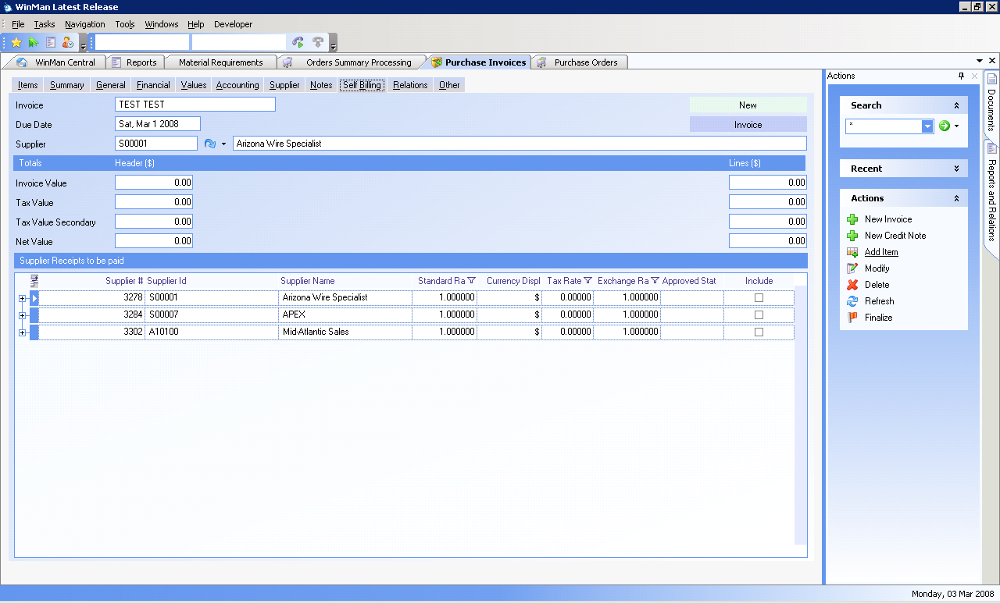 WinMan Latest Release
File Tasks Navigation Tools Windows Help Developer
WinMan Central Reports Material Requirements Orders Summary Processing Purchase Invoices Purchase Orders
Items Summary General Financial Values Accounting Supplier Notes Self Billing Relations Other
Invoice TEST TEST New
Due Date Sat, Mar 1 2008 Invoice
Supplier S00001 Arizona Wire Specialist
Totals Header ($) Lines ($)
Invoice Value 0.00 0.00
Tax Value 0.00 0.00
Tax Value Secondary 0.00 0.00
Net Value 0.00 0.00
Supplier Receipts to be paid
Supplier # Supplier Id Supplier Name Standard Ra Currency Displ Tax Rate Exchange Ra Approved Stat Include
3278 S00001 Arizona Wire Specialist 1.000000 $ 0.00000 1.000000
3284 S00007 APEX 1.000000 $ 0.00000 1.000000
3302 A10100 Mid-Atlantic Sales 1.000000 $ 0.00000 1.000000
Actions
Search
*
Recent
Actions
New Invoice
New Credit Note
Add Item
Modify
Delete
Refresh
Finalize
Documents
Reports and Relations
Monday, 03 Mar 2008